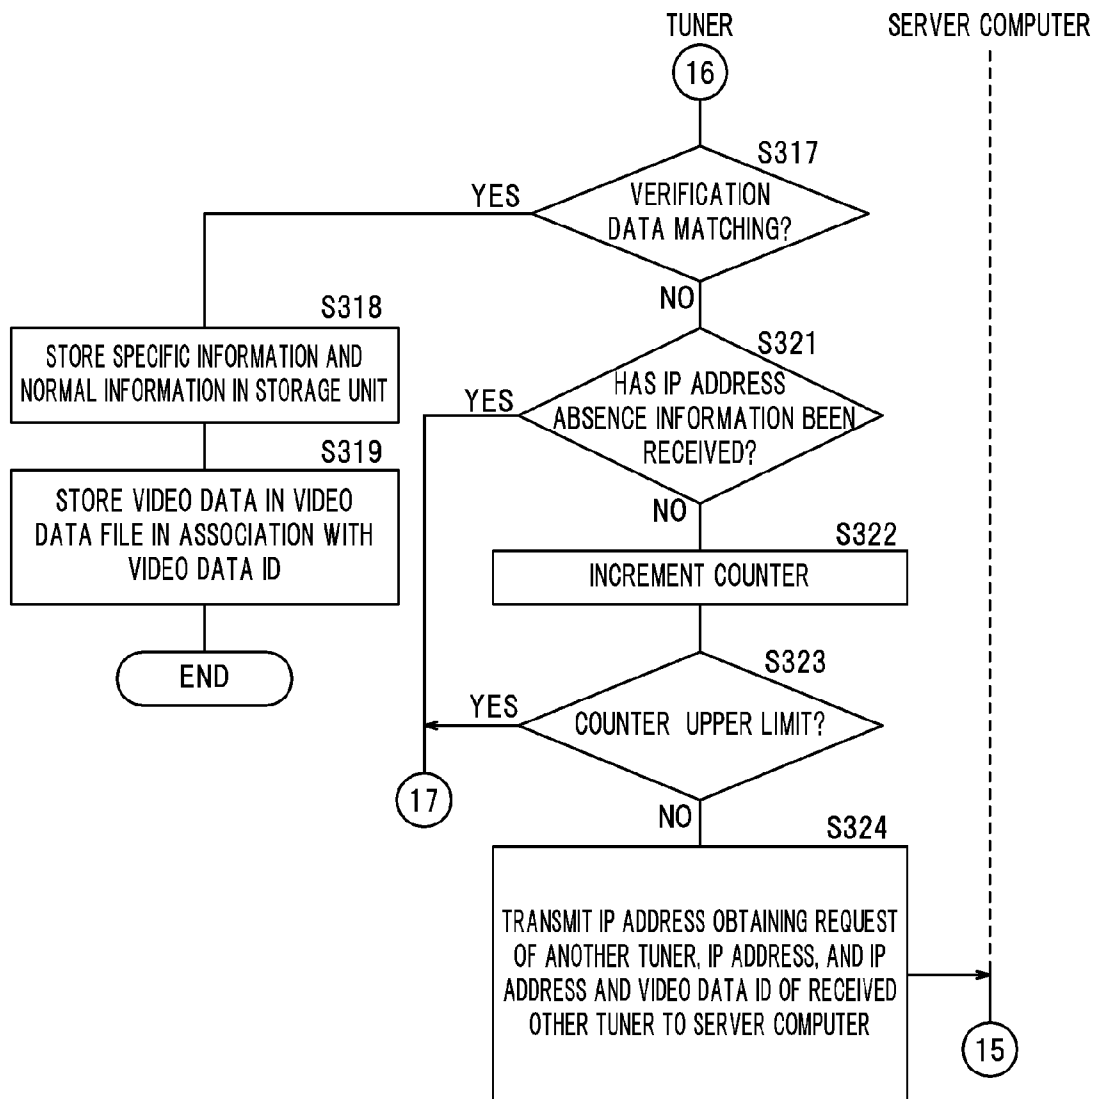 TUNER
SERVER COMPUTER
16
S317
VERIFICATION
DATA MATCHING?
YES
NO
S318
STORE SPECIFIC INFORMATION AND
NORMAL INFORMATION IN STORAGE UNIT
S321
HAS IP ADDRESS
ABSENCE INFORMATION BEEN
RECEIVED?
YES
NO
S319
STORE VIDEO DATA IN VIDEO
DATA FILE IN ASSOCIATION WITH
VIDEO DATA ID
S322
INCREMENT COUNTER
END
S323
COUNTER UPPER LIMIT?
YES
NO
17
S324
TRANSMIT IP ADDRESS OBTAINING REQUEST
OF ANOTHER TUNER, IP ADDRESS, AND IP
ADDRESS AND VIDEO DATA ID OF RECEIVED
OTHER TUNER TO SERVER COMPUTER
15